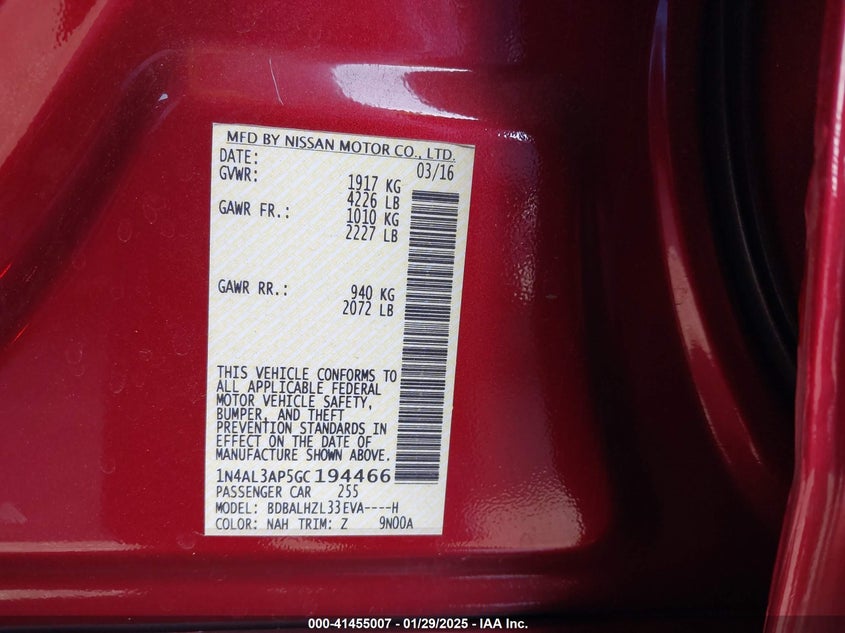 MFD BY NISSAN MOTOR CO., LTD.
DATE: 03/16
GVWR: 1917 KG
4226 LB
GAWR FR.: 1010 KG
2227 LB
GAWR RR.: 940 KG
2072 LB
THIS VEHICLE CONFORMS TO
ALL APPLICABLE FEDERAL
MOTOR VEHICLE SAFETY,
BUMPER, AND THEFT
PREVENTION STANDARDS IN
EFFECT ON THE DATE OF
MANUFACTURE SHOWN ABOVE.
1N4AL3AP5GC194466
PASSENGER CAR 255
MODEL: BDBALHZL33EVA----H
COLOR: NAH TRIM: Z 9N00A
000-41455007 - 01/29/2025 - IAA Inc.